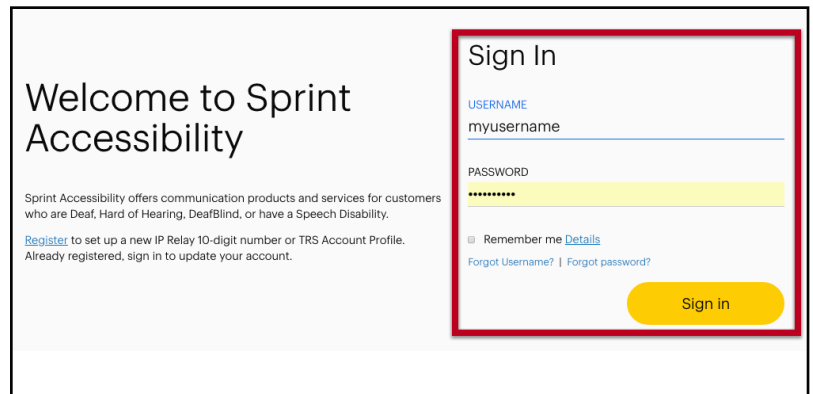 Welcome to Sprint
Accessibility
Sprint Accessibility offers communication products and services for customers
who are Deaf, Hard of Hearing, DeafBlind, or have a Speech Disability.
Register to set up a new IP Relay 10-digit number or TRS Account Profile.
Already registered, sign in to update your account.
Sign In
USERNAME
myusername
PASSWORD
••••••••••
Remember me Details
Forgot Username? | Forgot password?
Sign in